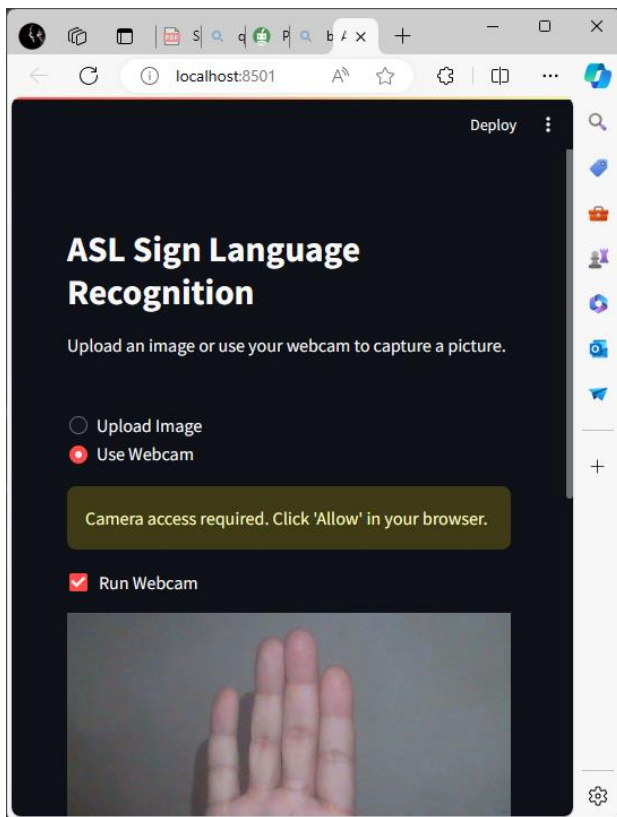 S q P b A
localhost:8501
Deploy
ASL Sign Language
Recognition
Upload an image or use your webcam to capture a picture.
Upload Image
Use Webcam
Camera access required. Click 'Allow' in your browser.
Run Webcam